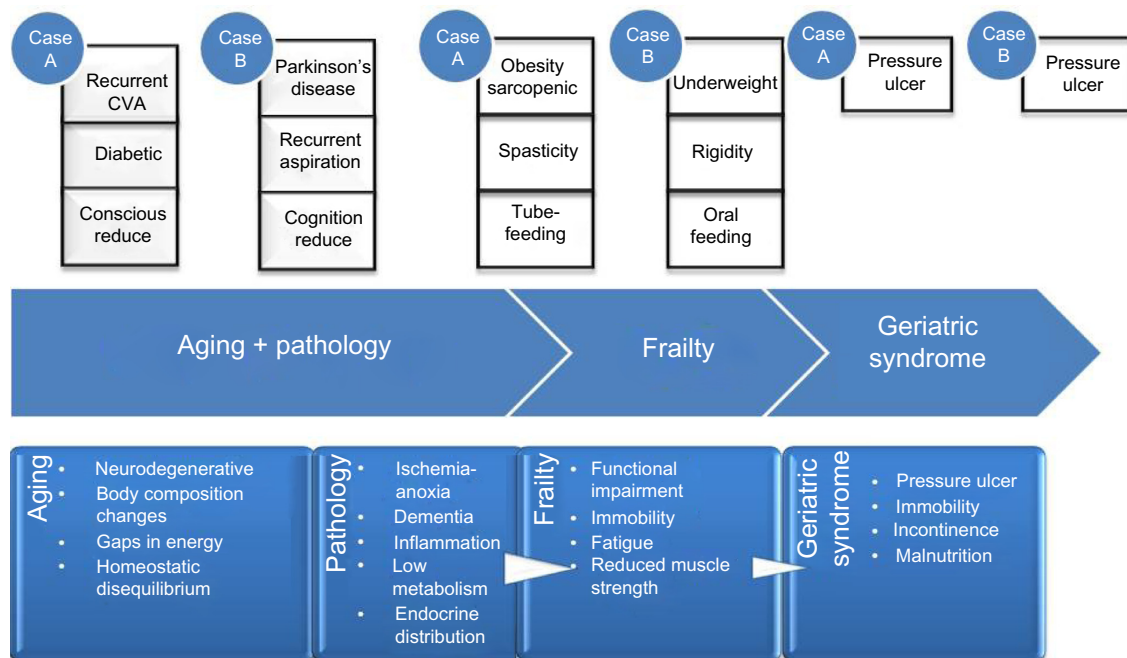 Case
A
Recurrent
CVA
Diabetic
Conscious
reduce
Case
B
Parkinson's
disease
Recurrent
aspiration
Cognition
reduce
Case
A
Obesity
sarcopenic
Spasticity
Tube-
feeding
Case
B
Underweight
Rigidity
Oral
feeding
Case
A
Pressure
ulcer
Case
B
Pressure
ulcer
Aging + pathology
Frailty
Geriatric
syndrome
Aging
• Neurodegenerative
• Body composition
changes
• Gaps in energy
• Homeostatic
disequilibrium
Pathology
• Ischemia-
anoxia
• Dementia
• Inflammation
• Low
metabolism
• Endocrine
distribution
Frailty
• Functional
impairment
• Immobility
• Fatigue
• Reduced muscle
strength
Geriatric
syndrome
• Pressure ulcer
• Immobility
• Incontinence
• Malnutrition